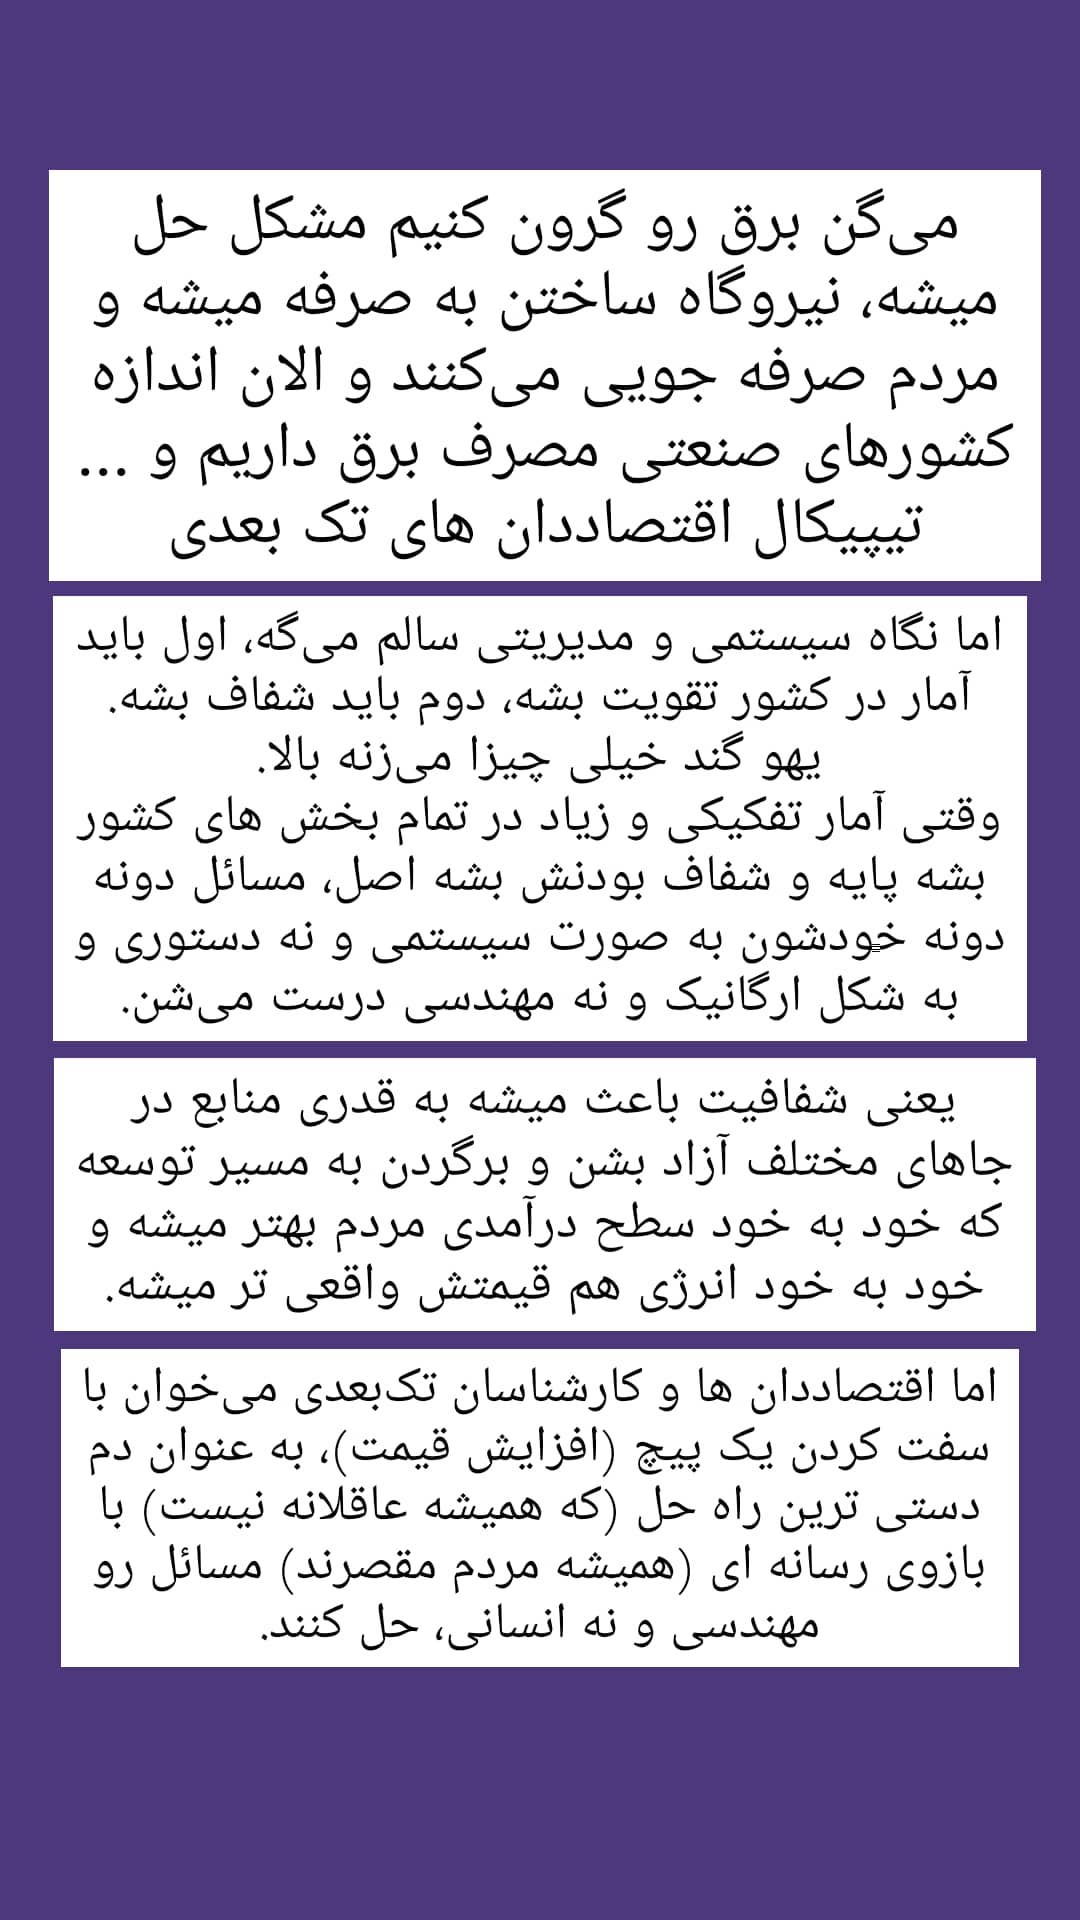 می‌گن برق رو گرون کنیم مشکل حل
میشه، نیروگاه ساختن به صرفه میشه و
مردم صرفه جویی می‌کنند و الان اندازه
کشورهای صنعتی مصرف برق داریم و ...
تیپیکال اقتصاددان های تک بعدی
اما نگاه سیستمی و مدیریتی سالم می‌گه، اول باید
آمار در کشور تقویت بشه، دوم باید شفاف بشه.
یهو گند خیلی چیزا می‌زنه بالا.
وقتی آمار تفکیکی و زیاد در تمام بخش های کشور
بشه پایه و شفاف بودنش بشه اصل، مسائل دونه
دونه خودشون به صورت سیستمی و نه دستوری و
به شکل ارگانیک و نه مهندسی درست می‌شن.
یعنی شفافیت باعث میشه به قدری منابع در
جاهای مختلف آزاد بشن و برگردن به مسیر توسعه
که خود به خود سطح درآمدی مردم بهتر میشه و
خود به خود انرژی هم قیمتش واقعی تر میشه.
اما اقتصاددان ها و کارشناسان تک‌بعدی می‌خوان با
سفت کردن یک پیچ (افزایش قیمت)، به عنوان دم
دستی ترین راه حل (که همیشه عاقلانه نیست) با
بازوی رسانه ای (همیشه مردم مقصرند) مسائل رو
مهندسی و نه انسانی، حل کنند.